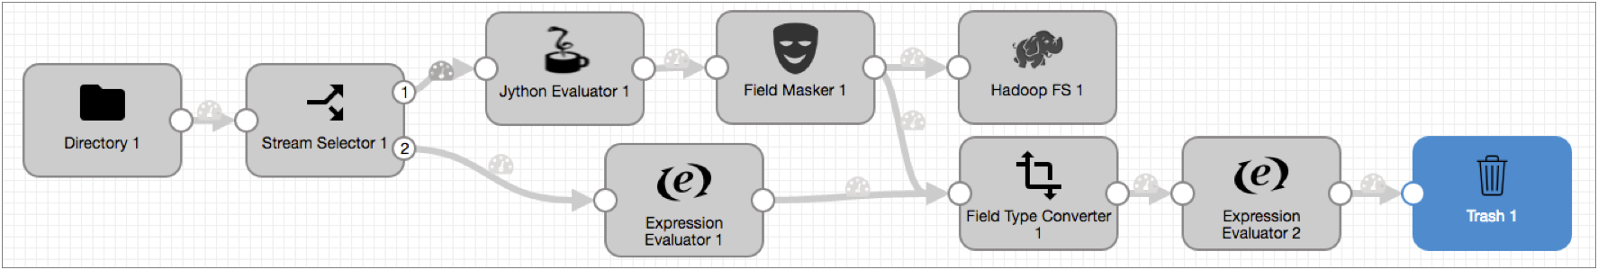 Directory 1
Stream Selector 1
1
2
Jython Evaluator 1
Field Masker 1
Hadoop FS 1
Expression
Evaluator 1
Field Type Converter
1
Expression
Evaluator 2
Trash 1